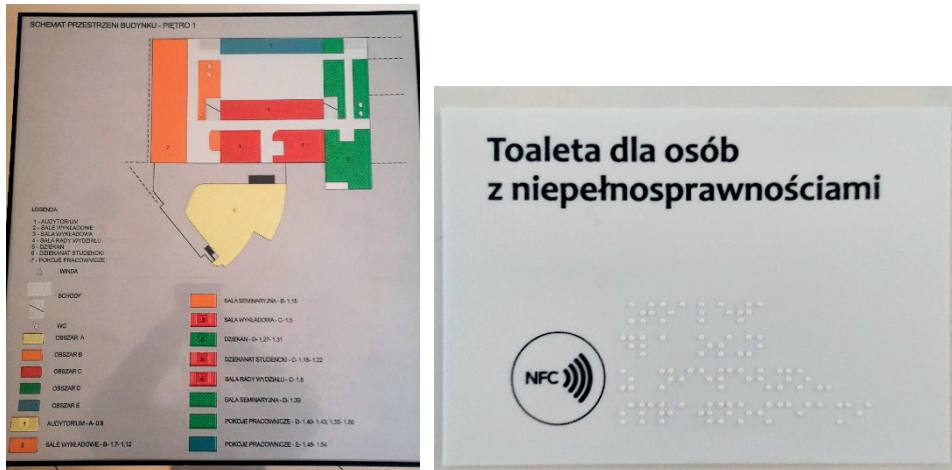 SCHEMAT PRZESTRZENI BUDYNKU - PIĘTRO 1
LEGENDA
1 - AUDYTORIUM
2 - SALE WYKŁADOWE
3 - SALA WYKŁADOWA
4 - SALA RADY WYDZIAŁU
5 - DZIEKAN
6 - DZIEKANAT STUDENCKI
7 - POKOJE PRACOWNICZE
WINDA
SCHODY
WC
OBSZAR A
OBSZAR B
OBSZAR C
OBSZAR D
OBSZAR E
1 AUDYTORIUM - A- 0.8
2 SALE WYKŁADOWE - B- 1.7- 1.12
SALA SEMINARYJNA - B- 1.15
SALA WYKŁADOWA - C- 1.5
DZIEKAN - D- 1.27- 1.31
DZIEKANAT STUDENCKI - C- 1.18- 1.22
SALA RADY WYDZIAŁU - C- 1.6
SALA SEMINARYJNA - D- 1.39
POKOJE PRACOWNICZE - D- 1.40- 1.43,
POKOJE PRACOWNICZE - E- 1.48- 1.54
Toaleta dla osób
z niepełnosprawnościami
NFC